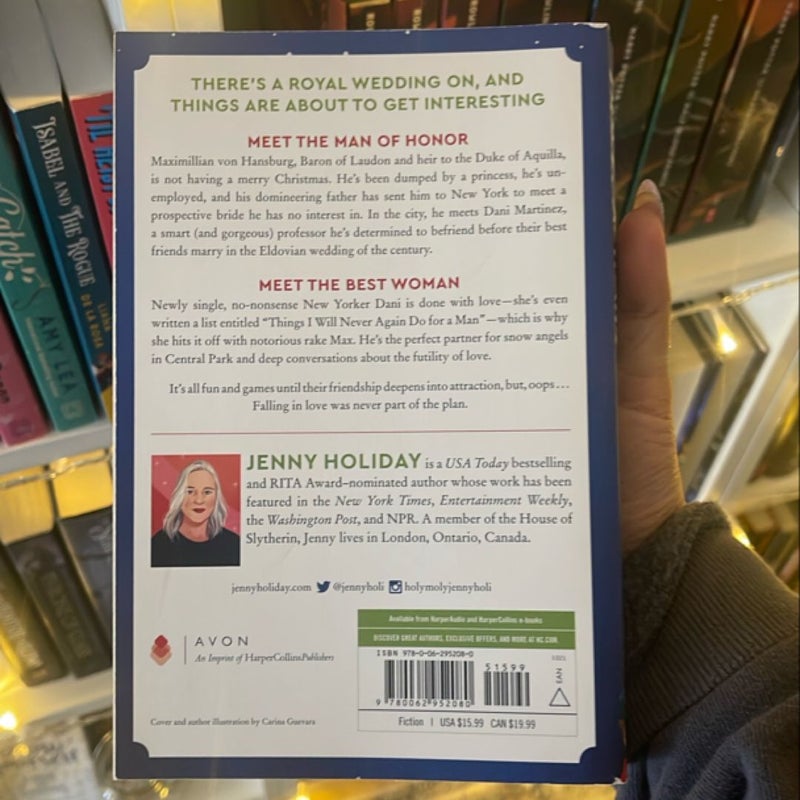 THERE'S A ROYAL WEDDING ON, AND
THINGS ARE ABOUT TO GET INTERESTING
MEET THE MAN OF HONOR
Maximillian von Hansburg, Baron of Laudon and heir to the Duke of Aquilla,
is not having a merry Christmas. He's been dumped by a princess, he's un-
employed, and his domineering father has sent him to New York to meet a
prospective bride he has no interest in. In the city, he meets Dani Martinez,
a smart (and gorgeous) professor he's determined to befriend before their best
friends marry in the Eldovian wedding of the century.
MEET THE BEST WOMAN
Newly single, no-nonsense New Yorker Dani is done with love—she's even
written a list entitled “Things I Will Never Again Do for a Man”—which is why
she hits it off with notorious rake Max. He's the perfect partner for snow angels
in Central Park and deep conversations about the futility of love.
It's all fun and games until their friendship deepens into attraction, but, oops…
Falling in love was never part of the plan.
JENNY HOLIDAY is a USA Today bestselling
and RITA Award–nominated author whose work has been
featured in the New York Times, Entertainment Weekly,
the Washington Post, and NPR. A member of the House of
Slytherin, Jenny lives in London, Ontario, Canada.
jennyholiday.com @jennyholi holymolyjennyholi
AVON
An Imprint of HarperCollinsPublishers
Cover and author illustration by Carina Guevara
Available from HarperAudio and HarperCollins e-books
DISCOVER GREAT AUTHORS, EXCLUSIVE OFFERS, AND MORE AT HC.COM
ISBN 978-0-06-295208-0
51599
EAN
9 780062 952080
Fiction | USA $15.99 CAN $19.99
ISABEL AND THE ROGUE
LIANA DE LA ROSA
Catch
AMY LEA